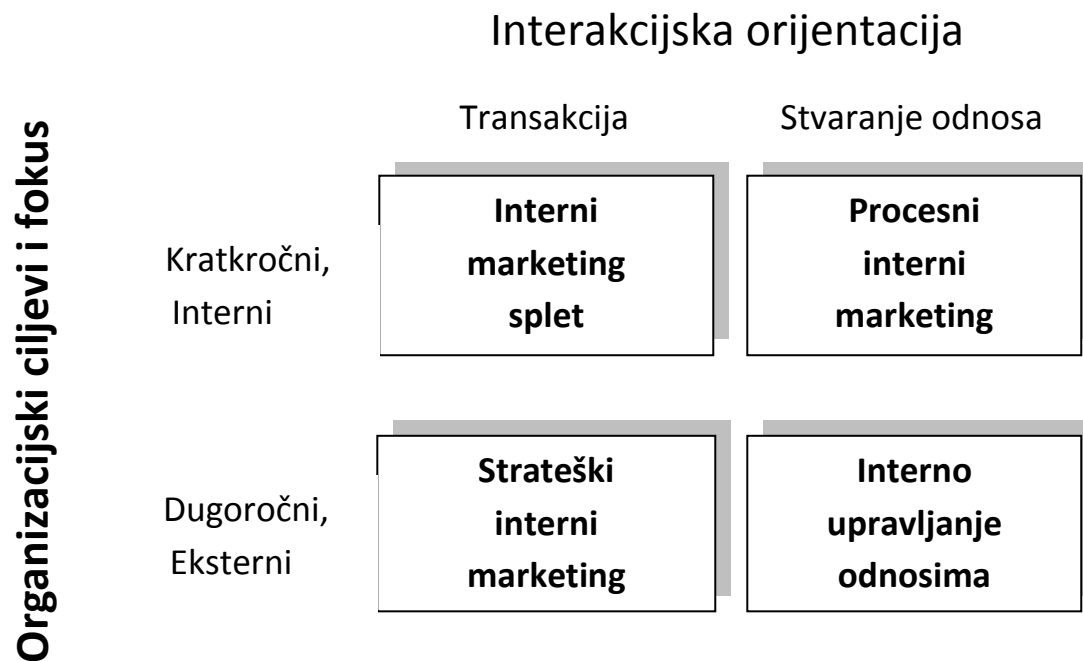 Interakcijska orijentacija
Organizacijski ciljevi i fokus
Transakcija
Stvaranje odnosa
Kratkročni,
Interni
Interni
marketing
splet
Procesni
interni
marketing
Dugoročni,
Eksterni
Strateški
interni
marketing
Interno
upravljanje
odnosima